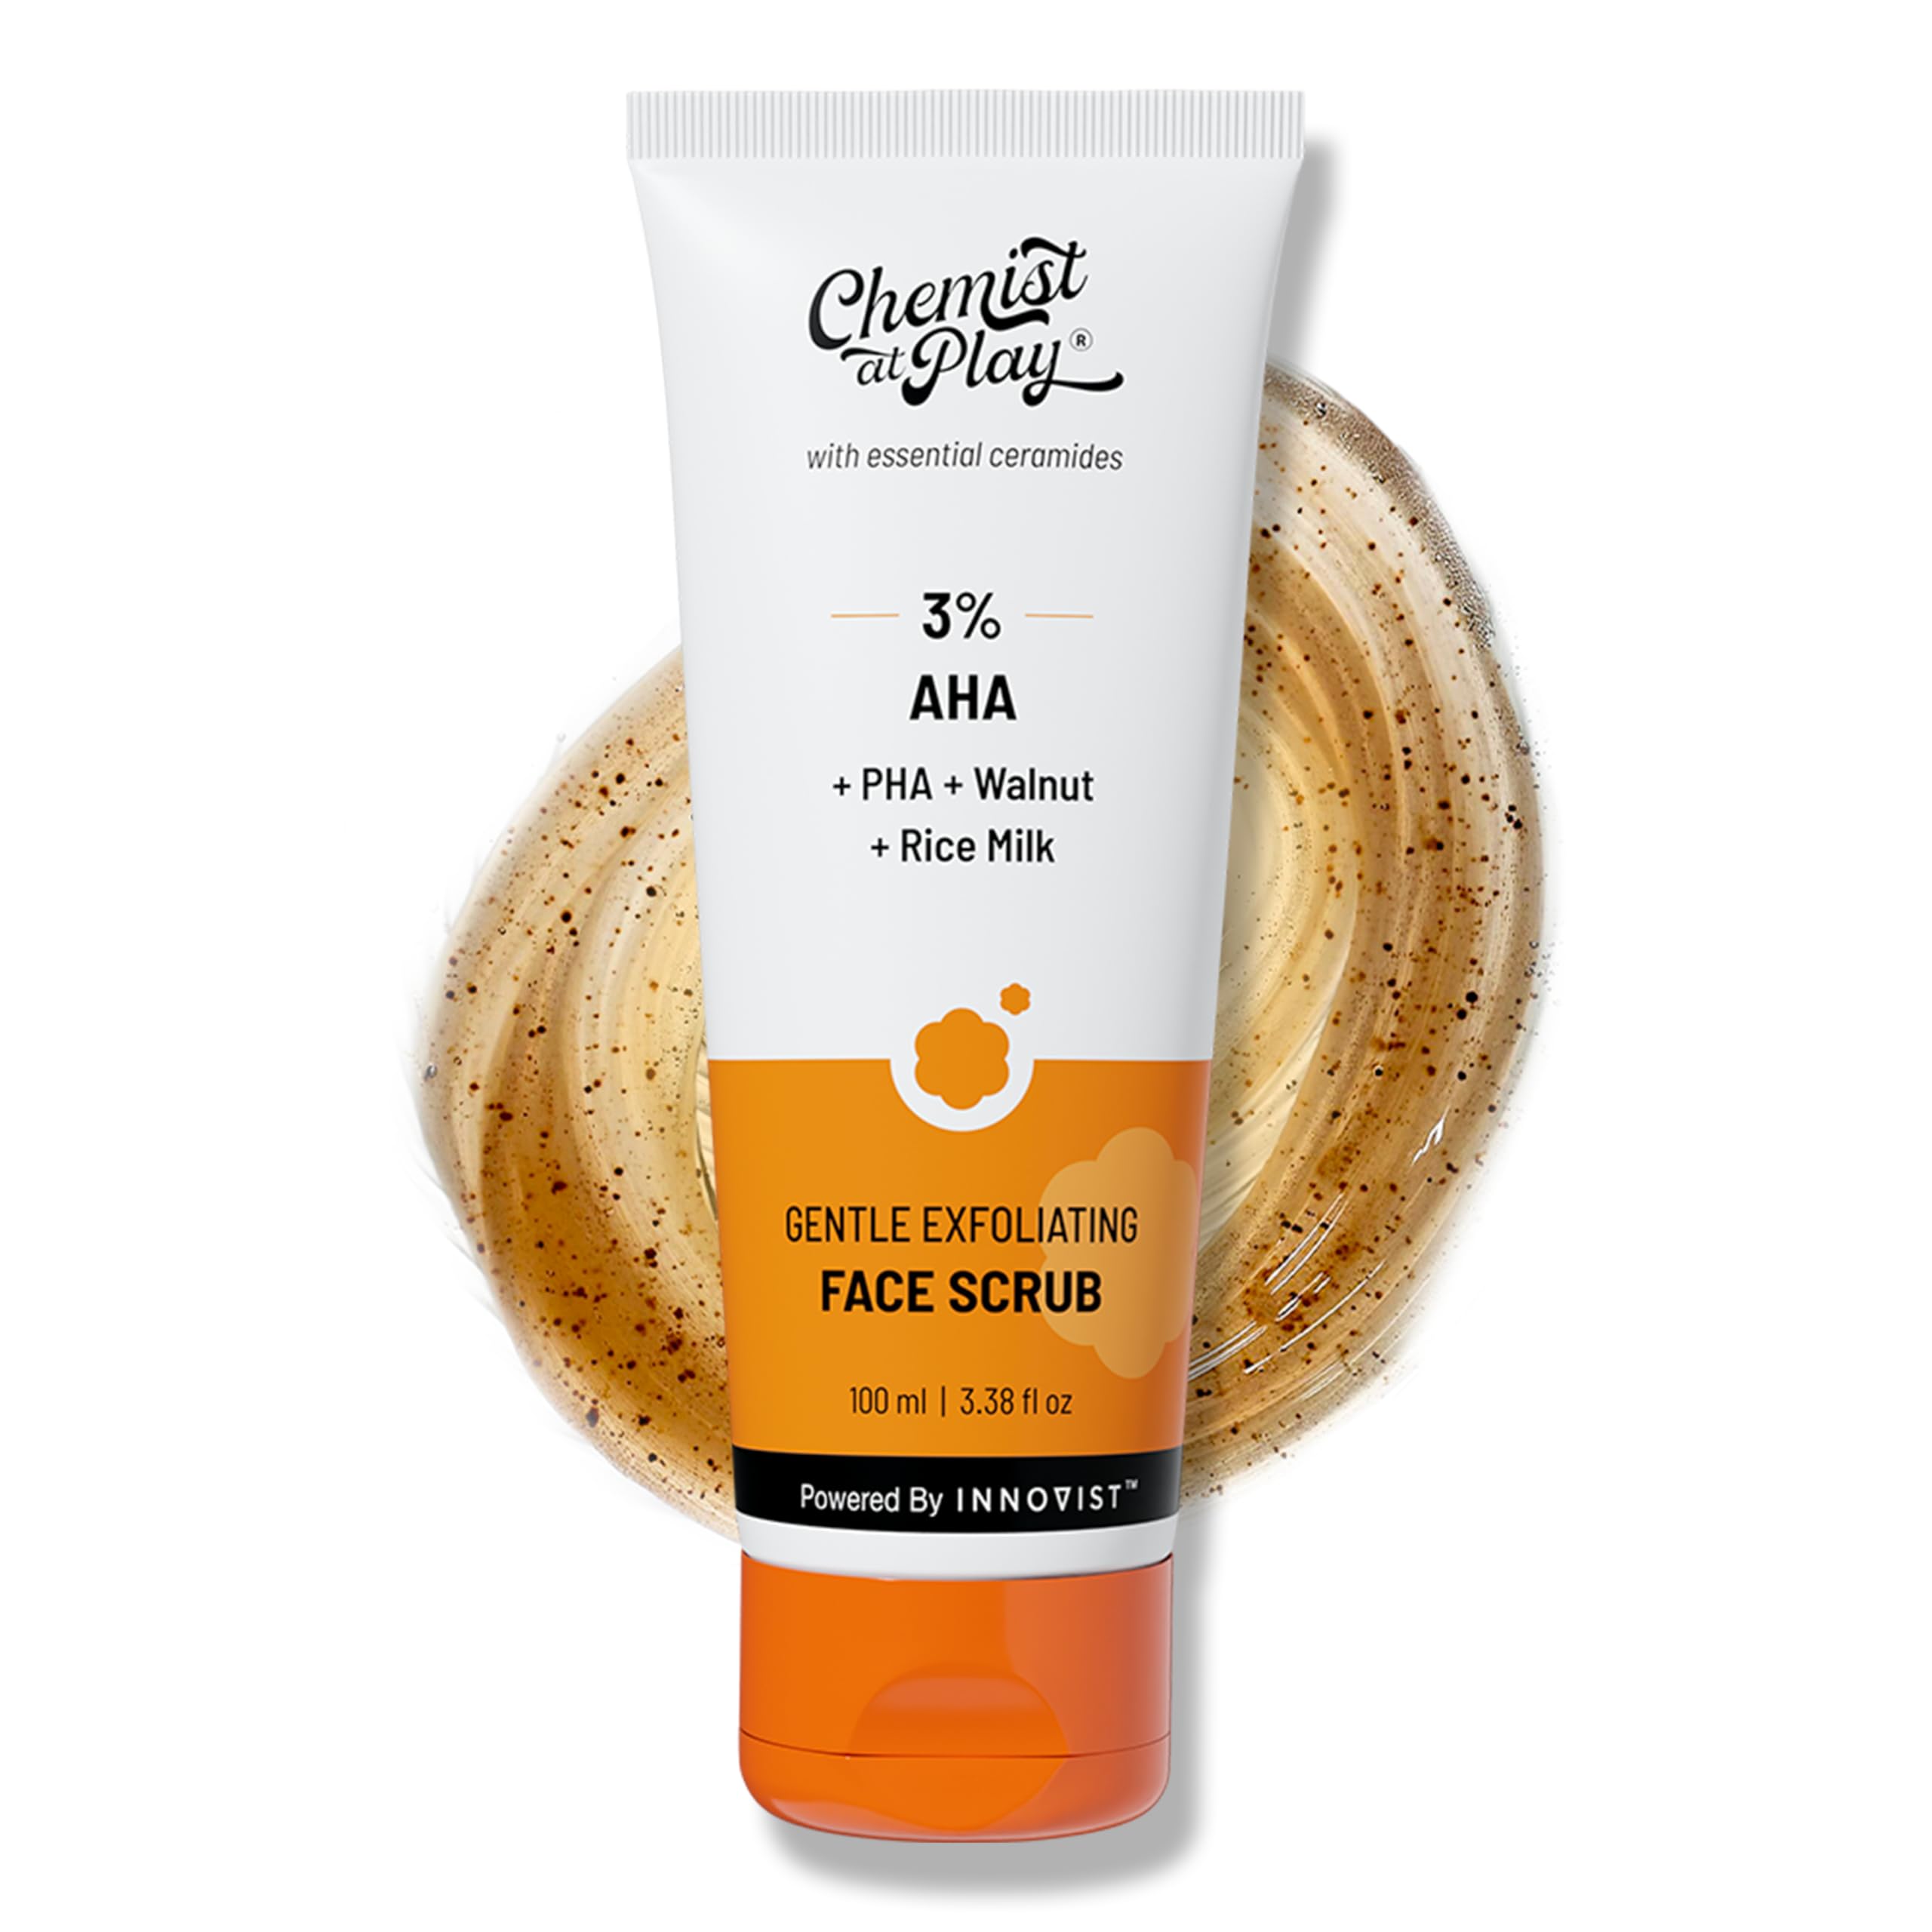 Chemist
at Play®
with essential ceramides
3%
AHA
+ PHA + Walnut
+ Rice Milk
GENTLE EXFOLIATING
FACE SCRUB
100 ml | 3.38 fl oz
Powered By INNOVIST™